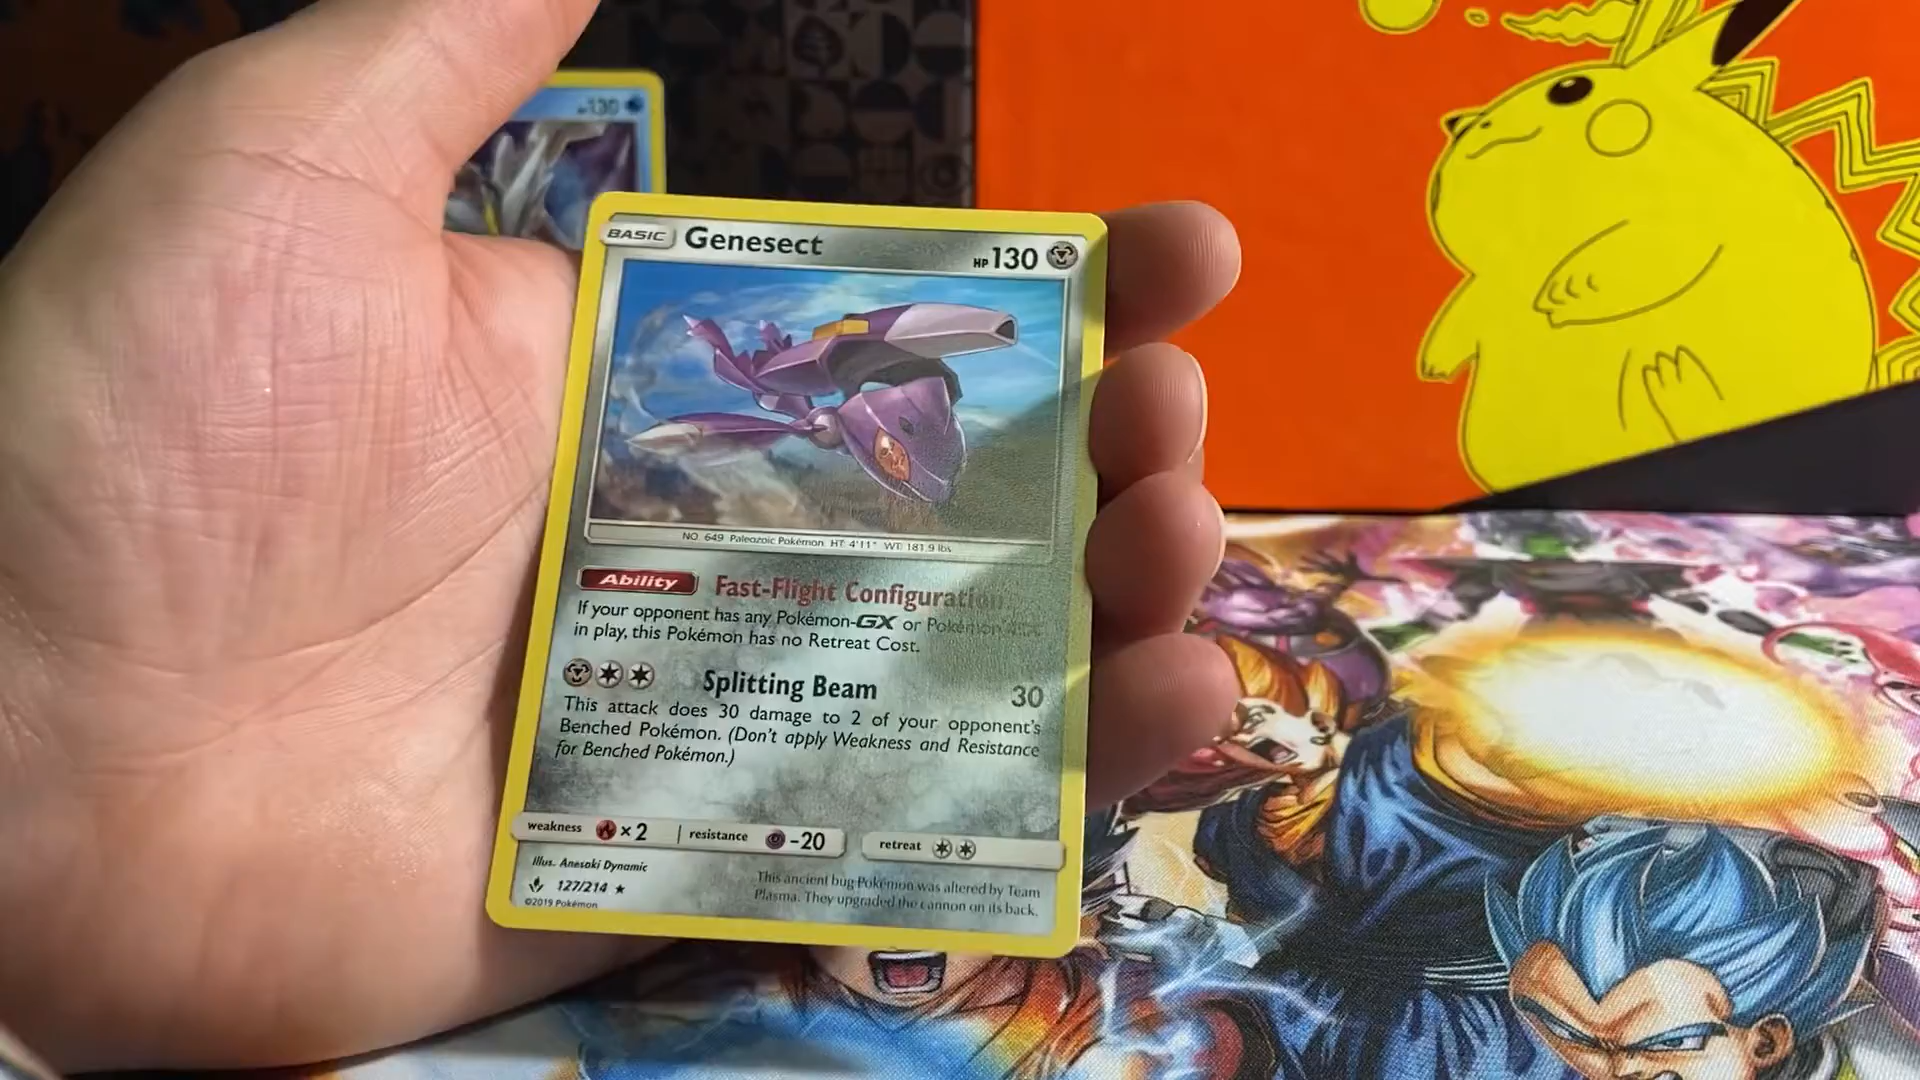 130
BASIC Genesect HP 130
NO. 649 Paleozoic Pokémon HT: 4'11" WT: 181.9 lbs
Ability Fast-Flight Configuration
If your opponent has any Pokémon-GX or Pokémon-EX
in play, this Pokémon has no Retreat Cost.
Splitting Beam 30
This attack does 30 damage to 2 of your opponent's
Benched Pokémon. (Don't apply Weakness and Resistance
for Benched Pokémon.)
weakness ×2 resistance -20 retreat
Illus. Anesaki Dynamic
127/214 ★
©2019 Pokémon
This ancient bug Pokémon was altered by Team
Plasma. They upgraded the cannon on its back.